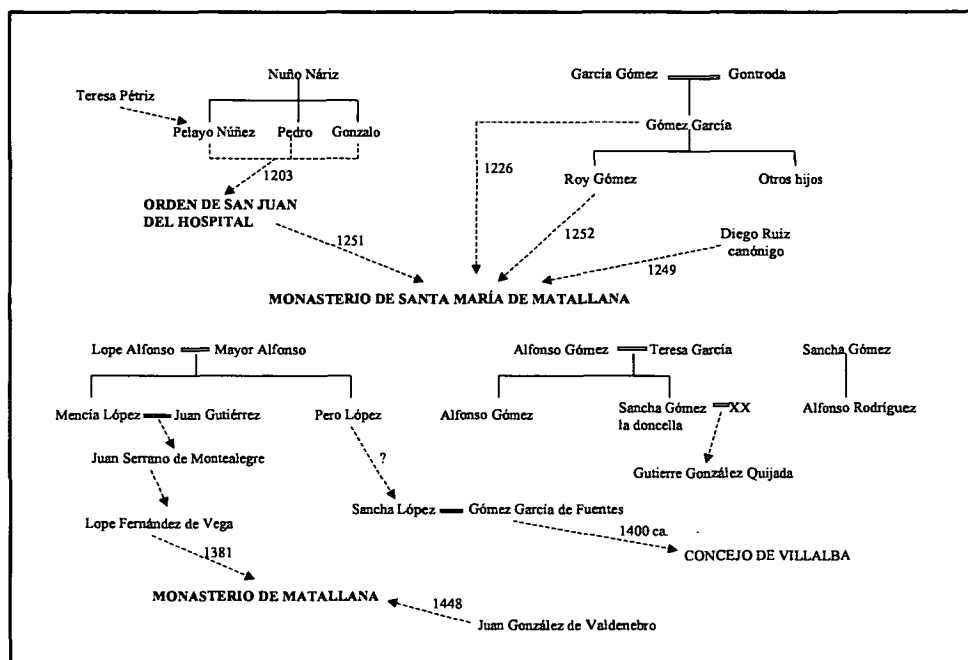 Nuño Náriz
García Gómez Gontroda
Teresa Pétriz
Pelayo Núñez Pedro Gonzalo
Gómez García
1203
1226
Roy Gómez Otros hijos
ORDEN DE SAN JUAN
DEL HOSPITAL
1251
1252
Diego Ruiz
canónigo
1249
MONASTERIO DE SANTA MARÍA DE MATALLANA
Lope Alfonso Mayor Alfonso
Alfonso Gómez Teresa García
Sancha Gómez
Mencía López Juan Gutiérrez
Pero López
Alfonso Gómez
Sancha Gómez XX
la doncella
Alfonso Rodríguez
Juan Serrano de Montealegre
?
Gutierre González Quijada
Sancha López Gómez García de Fuentes
Lope Fernández de Vega
1400 ca.
1381
CONCEJO DE VILLALBA
MONASTERIO DE MATALLANA
1448
Juan González de Valdenebro